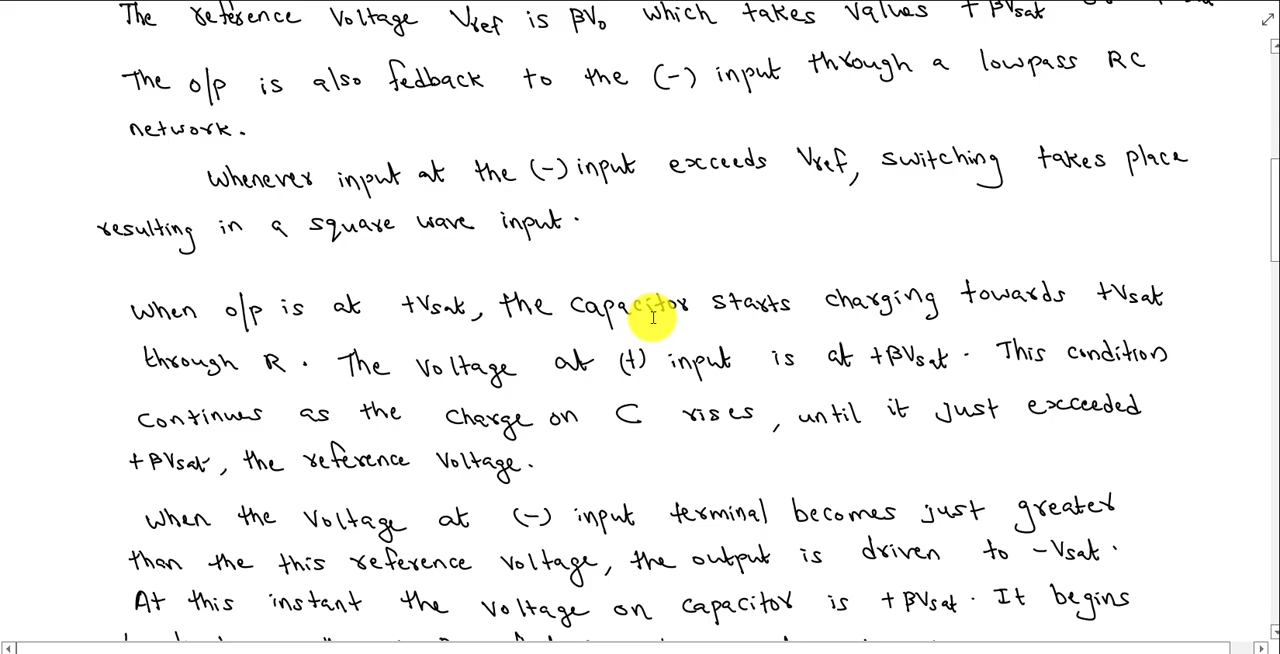 The reference Voltage Vref is βVo which takes values +βVsat
The o/p is also fedback to the (-) input through a lowpass RC
network.
Whenever input at the (-) input exceeds Vref, switching takes place
resulting in a square wave input.
When o/p is at +Vsat, the capacitor starts charging towards +Vsat
through R. The Voltage at (+) input is at +βVsat. This condition
continues as the charge on C rises, until it just exceeded
+βVsat, the reference Voltage.
When the Voltage at (-) input terminal becomes just greater
than the this reference voltage, the output is driven to -Vsat.
At this instant the voltage on capacitor is +βVsat. It begins